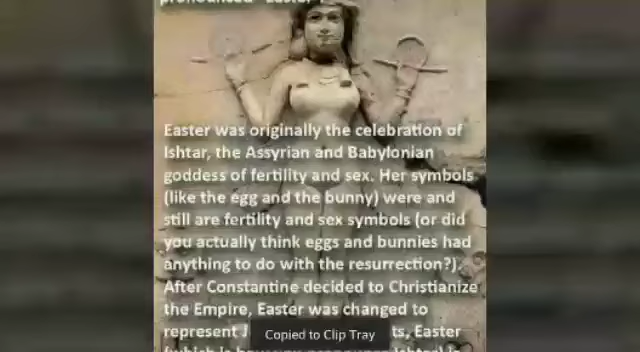 pronounced "Easter"
Easter was originally the celebration of
Ishtar, the Assyrian and Babylonian
goddess of fertility and sex. Her symbols
(like the egg and the bunny) were and
still are fertility and sex symbols (or did
you actually think eggs and bunnies had
anything to do with the resurrection?).
After Constantine decided to Christianize
the Empire, Easter was changed to
represent J
Copied to Clip Tray
ts, Easter